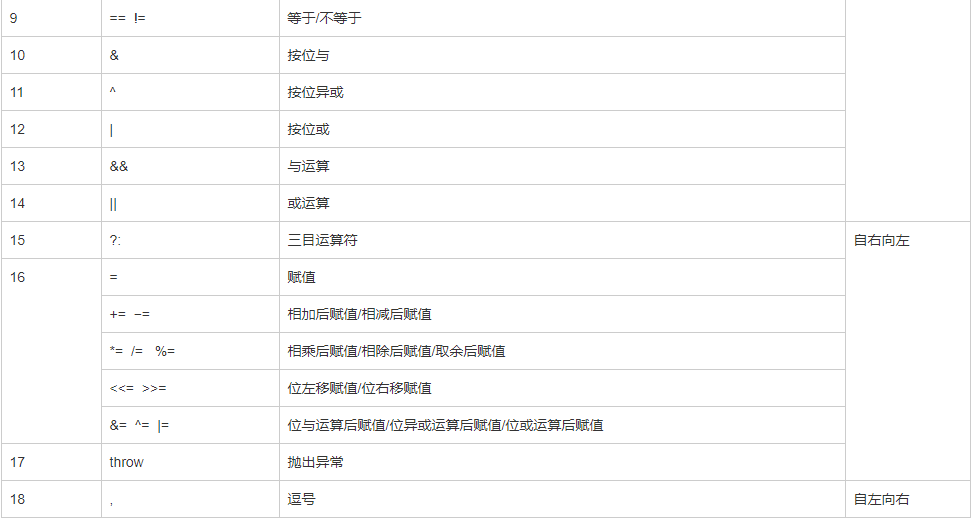 9 == != 等于/不等于
10 & 按位与
11 ^ 按位异或
12 | 按位或
13 && 与运算
14 || 或运算
15 ?: 三目运算符 自右向左
16 = 赋值
+= −= 相加后赋值/相减后赋值
*= /= %= 相乘后赋值/相除后赋值/取余后赋值
<<= >>= 位左移赋值/位右移赋值
&= ^= |= 位与运算后赋值/位异或运算后赋值/位或运算后赋值
17 throw 抛出异常
18 , 逗号 自左向右